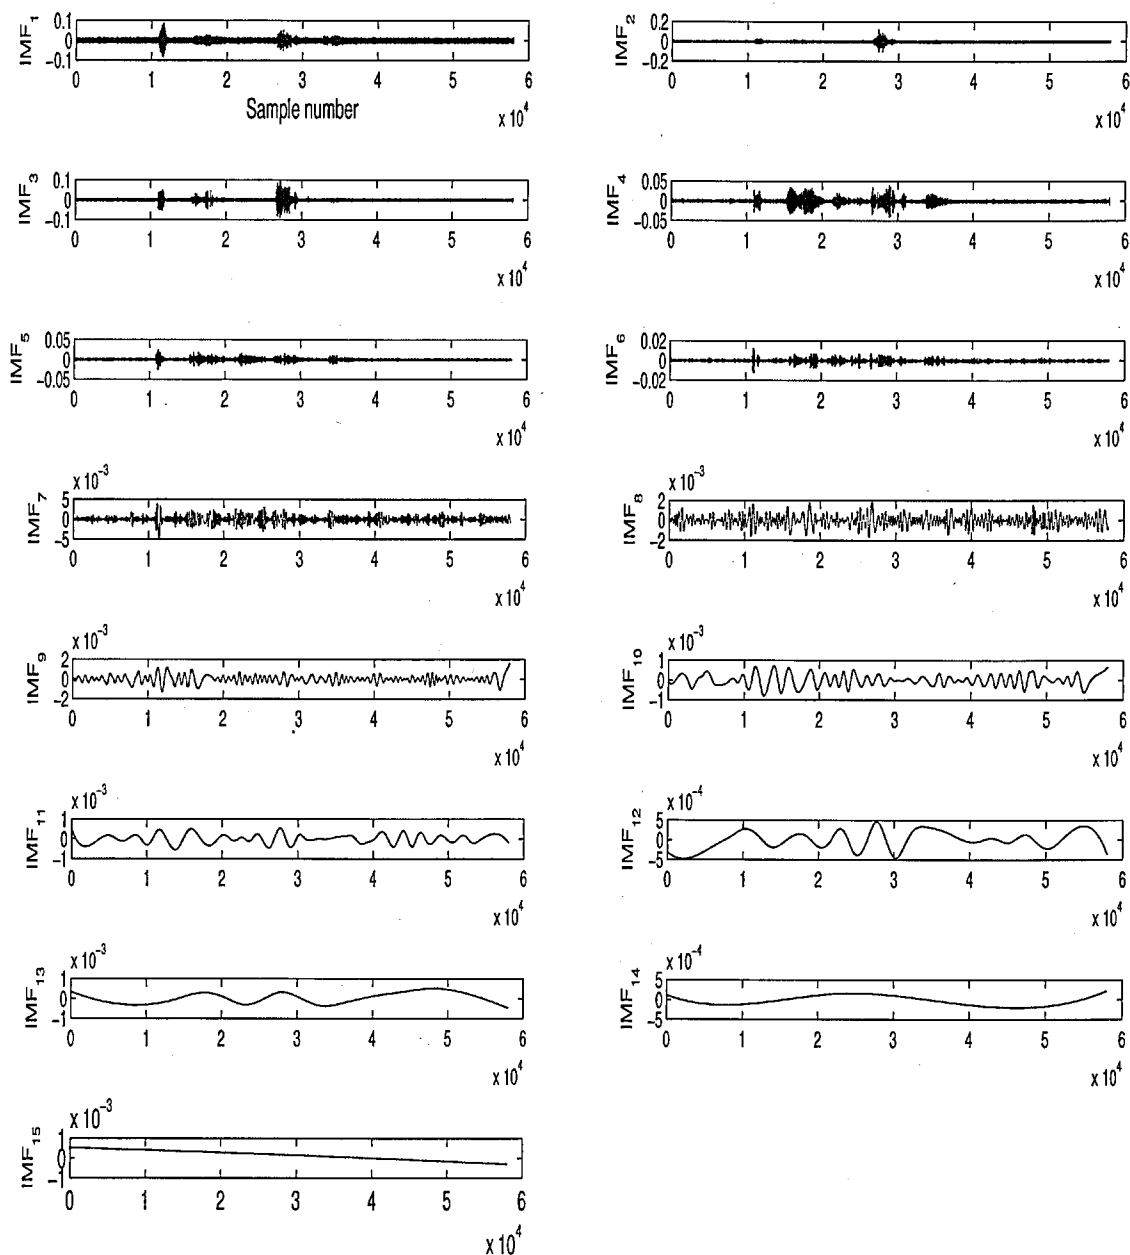 IMF1 0.1 0 −0.1 0 1 2 3 4 5 6 Sample number x 10^4
IMF2 0.2 0 −0.2 0 1 2 3 4 5 6 x 10^4
IMF3 0.1 0 −0.1 0 1 2 3 4 5 6 x 10^4
IMF4 0.05 0 −0.05 0 1 2 3 4 5 6 x 10^4
IMF5 0.05 0 −0.05 0 1 2 3 4 5 6 x 10^4
IMF6 0.02 0 −0.02 0 1 2 3 4 5 6 x 10^4
x 10^−3 IMF7 5 0 −5 0 1 2 3 4 5 6 x 10^4
x 10^−3 IMF8 2 0 −2 0 1 2 3 4 5 6 x 10^4
x 10^−3 IMF9 2 0 −2 0 1 2 3 4 5 6 x 10^4
x 10^−3 IMF10 1 0 −1 0 1 2 3 4 5 6 x 10^4
x 10^−3 IMF11 1 0 −1 0 1 2 3 4 5 6 x 10^4
x 10^−4 IMF12 5 0 −5 0 1 2 3 4 5 6 x 10^4
x 10^−3 IMF13 1 0 −1 0 1 2 3 4 5 6 x 10^4
x 10^−4 IMF14 5 0 −5 0 1 2 3 4 5 6 x 10^4
x 10^−3 IMF15 1 0 −1 0 1 2 3 4 5 6 x 10^4